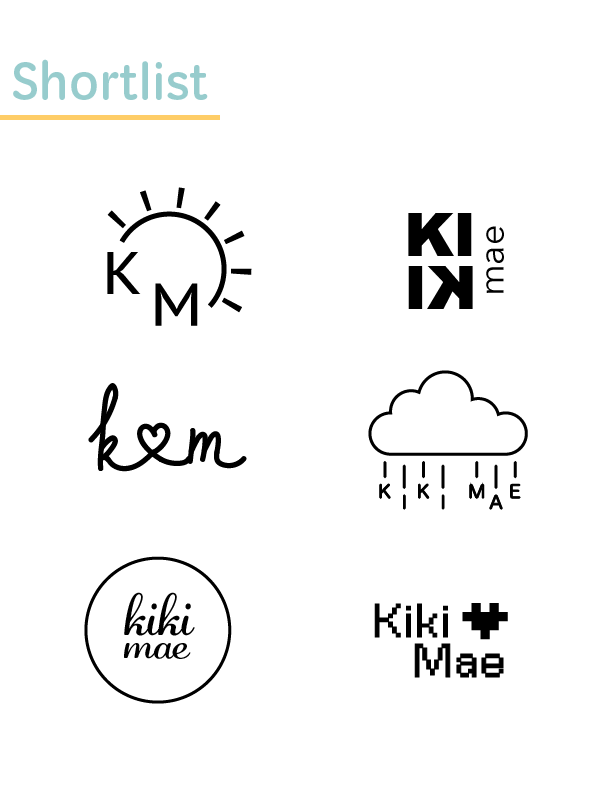 Shortlist
K
M
KI
KI
mae
k m
K I K I M A E
kiki
mae
Kiki
Mae